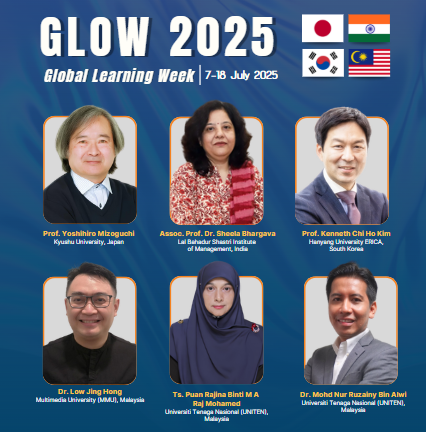 GLOW 2025
Global Learning Week | 7-18 July 2025
Prof. Yoshihiro Mizoguchi
Kyushu University, Japan
Assoc. Prof. Dr. Sheela Bhargava
Lal Bahadur Shastri Institute
of Management, India
Prof. Kenneth Chi Ho Kim
Hanyang University ERICA,
South Korea
Dr. Low Jing Hong
Multimedia University (MMU), Malaysia
Ts. Puan Rajina Binti M A
Raj Mohamed
Universiti Tenaga Nasional (UNITEN),
Malaysia
Dr. Mohd Nur Ruzainy Bin Alwi
Universiti Tenaga Nasional (UNITEN),
Malaysia